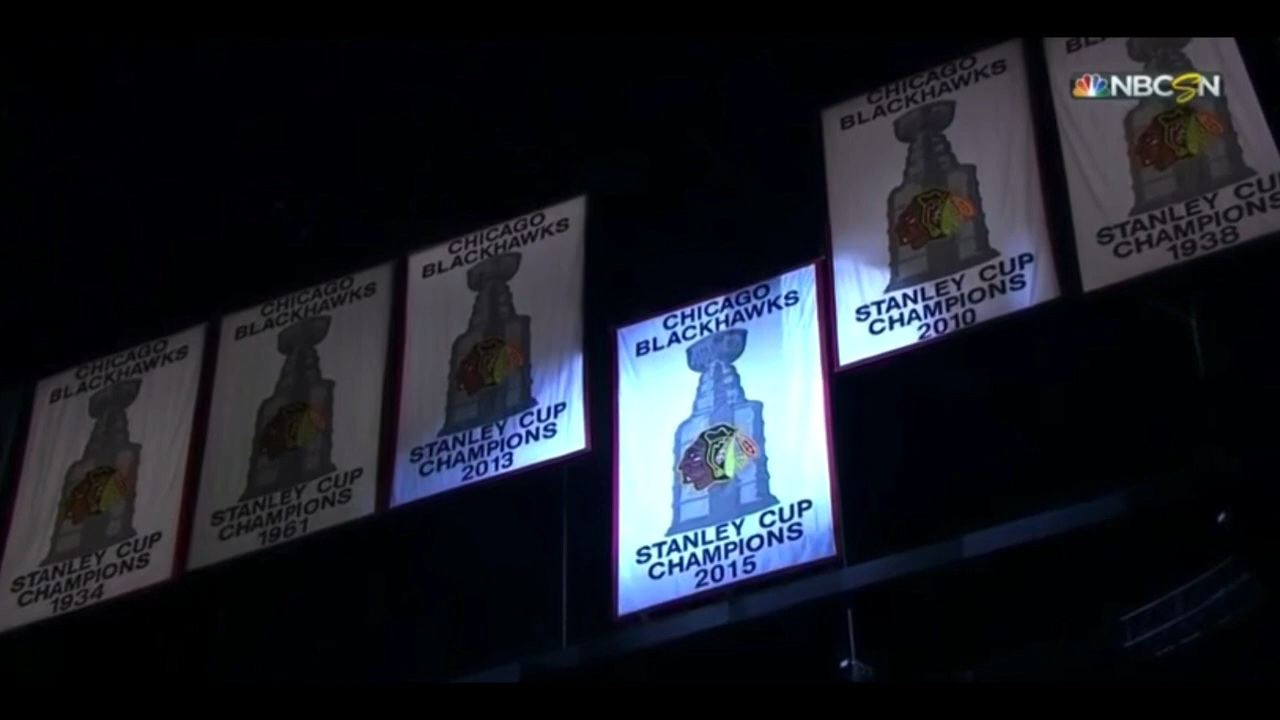 CHICAGO
BLACKHAWKS
STANLEY CUP
CHAMPIONS
1934
CHICAGO
BLACKHAWKS
STANLEY CUP
CHAMPIONS
1961
CHICAGO
BLACKHAWKS
STANLEY CUP
CHAMPIONS
2013
CHICAGO
BLACKHAWKS
STANLEY CUP
CHAMPIONS
2015
CHICAGO
BLACKHAWKS
STANLEY CUP
CHAMPIONS
2010
STANLEY CUP
CHAMPIONS
1938
NBCSN